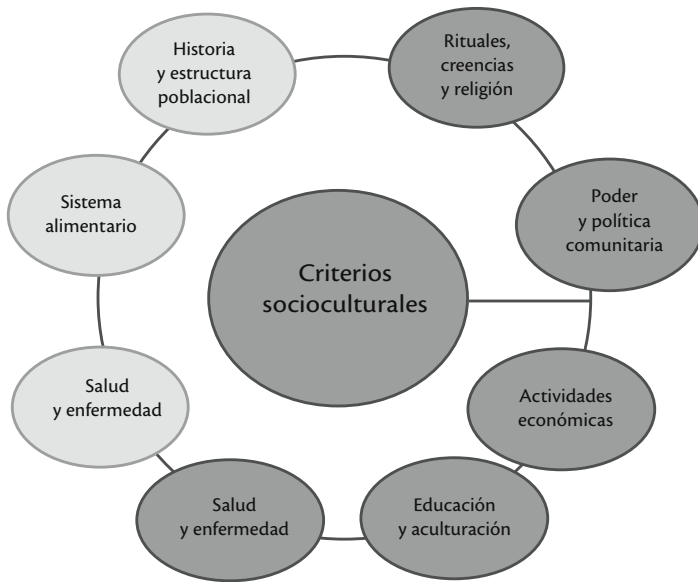 Historia
y estructura
poblacional
Rituales,
creencias
y religión
Sistema
alimentario
Poder
y política
comunitaria
Criterios
socioculturales
Salud
y enfermedad
Actividades
económicas
Salud
y enfermedad
Educación
y aculturación